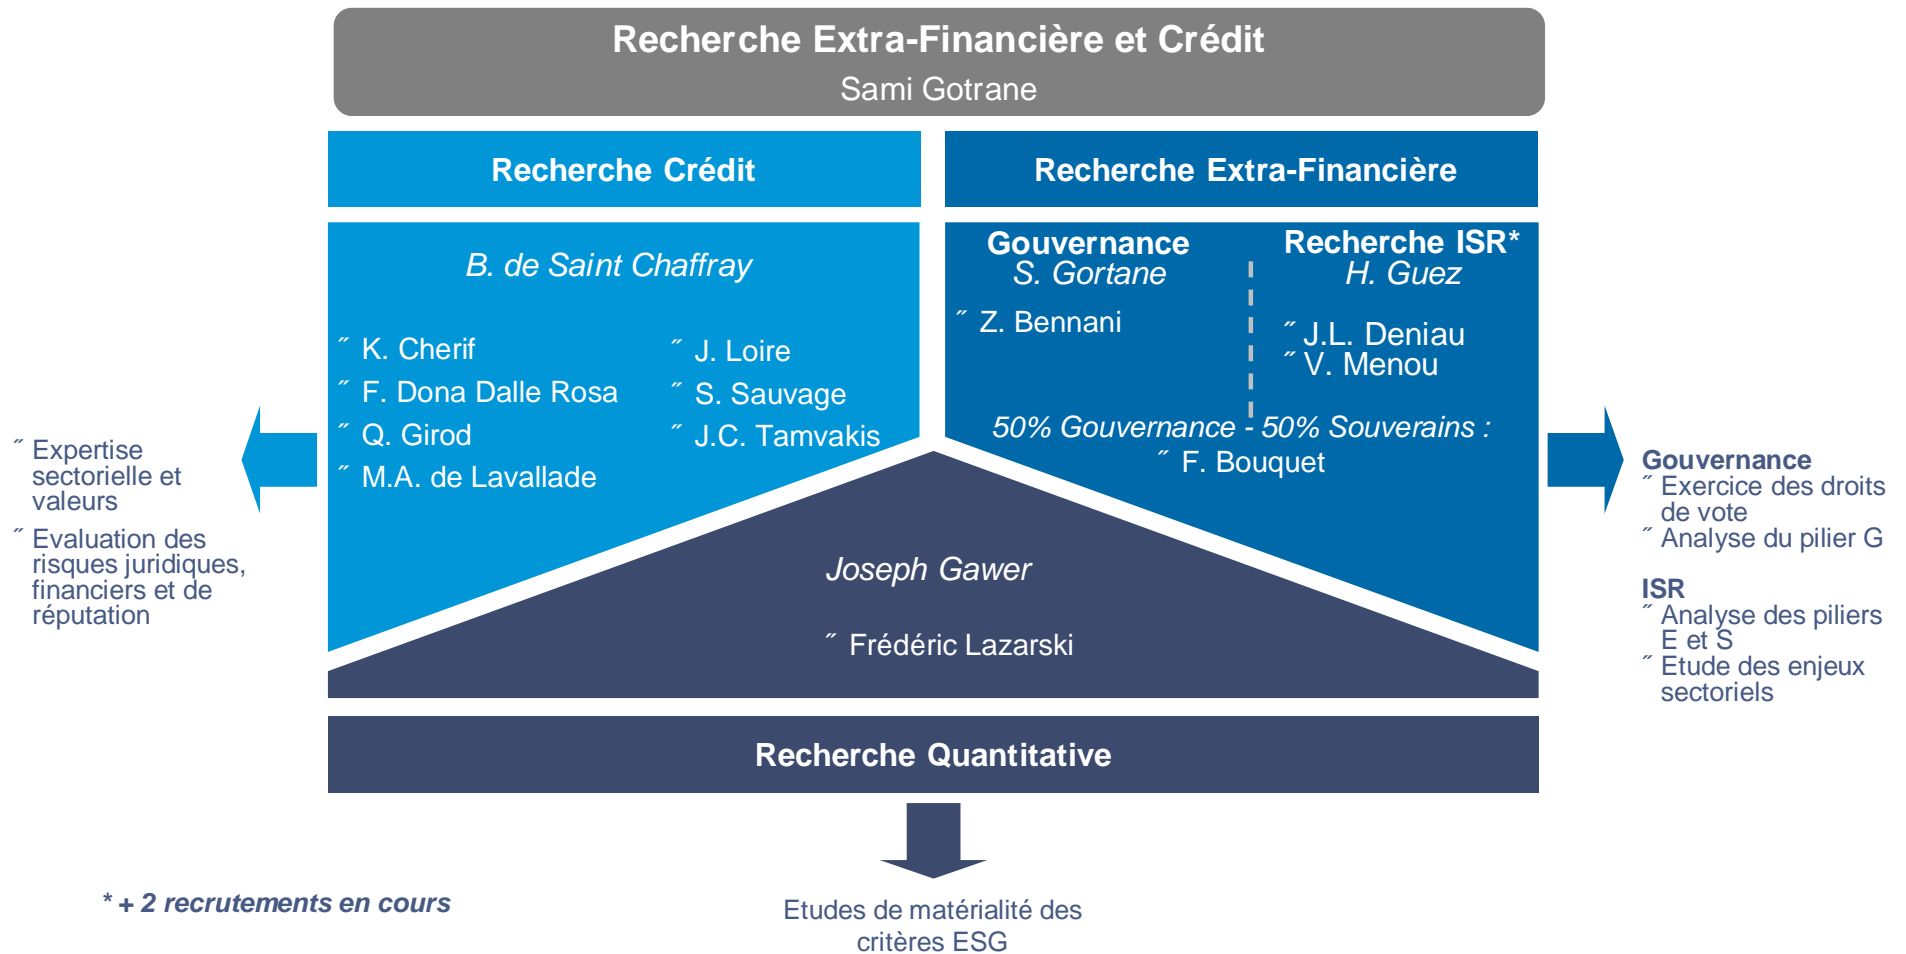 Recherche Extra-Financière et Crédit
Sami Gotrane
Recherche Crédit
Recherche Extra-Financière
B. de Saint Chaffray
˝ K. Cherif
˝ F. Dona Dalle Rosa
˝ Q. Girod
˝ M.A. de Lavallade
˝ J. Loire
˝ S. Sauvage
˝ J.C. Tamvakis
Gouvernance
S. Gortane
˝ Z. Bennani
Recherche ISR*
H. Guez
˝ J.L. Deniau
˝ V. Menou
50% Gouvernance - 50% Souverains :
˝ F. Bouquet
˝ Expertise
sectorielle et
valeurs
˝ Evaluation des
risques juridiques,
financiers et de
réputation
Gouvernance
˝ Exercice des droits
de vote
˝ Analyse du pilier G
ISR
˝ Analyse des piliers
E et S
˝ Etude des enjeux
sectoriels
Joseph Gawer
˝ Frédéric Lazarski
Recherche Quantitative
* + 2 recrutements en cours
Etudes de matérialité des
critères ESG